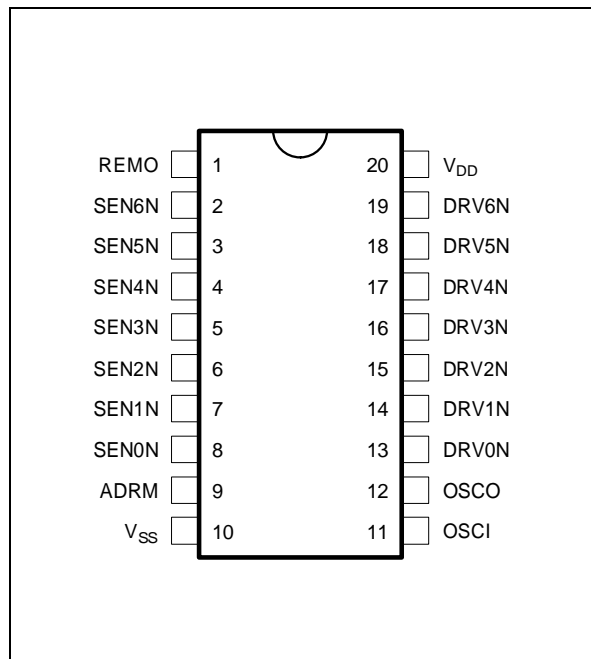 REMO 1 20 VDD
SEN6N 2 19 DRV6N
SEN5N 3 18 DRV5N
SEN4N 4 17 DRV4N
SEN3N 5 16 DRV3N
SEN2N 6 15 DRV2N
SEN1N 7 14 DRV1N
SEN0N 8 13 DRV0N
ADRM 9 12 OSCO
VSS 10 11 OSCI